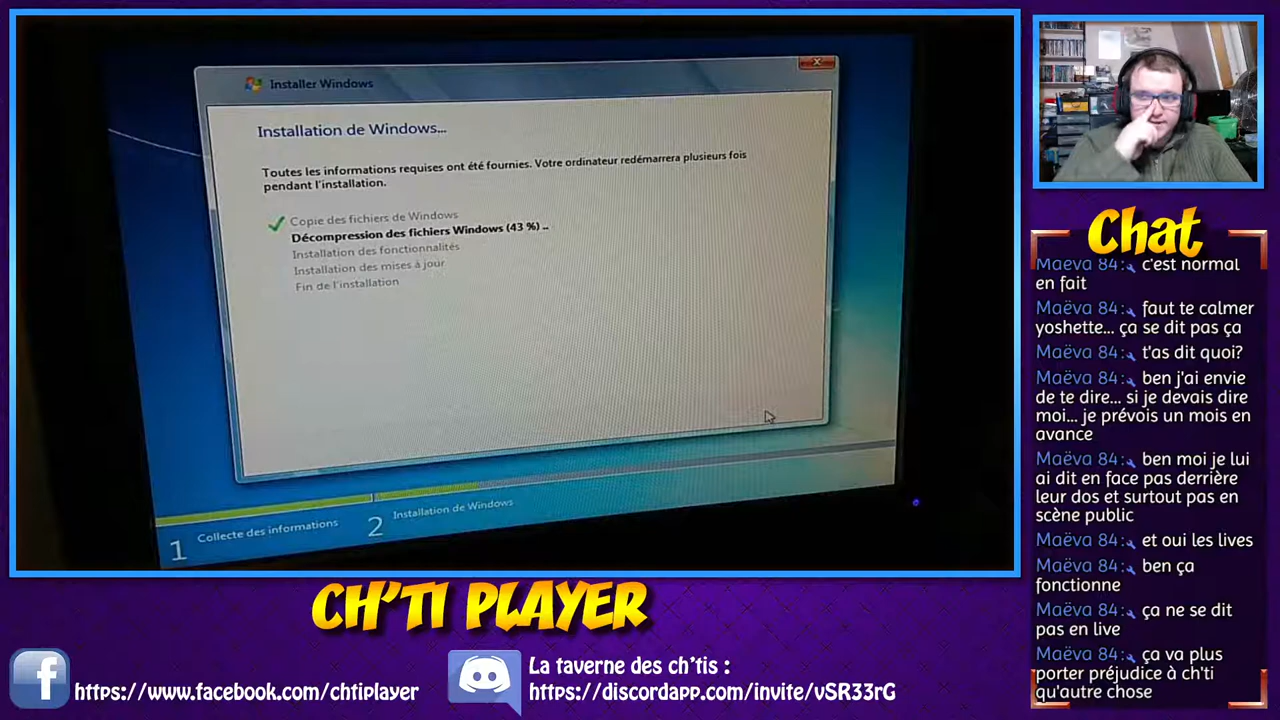 Installer Windows
Installation de Windows...
Toutes les informations requises ont été fournies. Votre ordinateur redémarrera plusieurs fois
pendant l'installation.
Copie des fichiers de Windows
Décompression des fichiers Windows (43 %) ..
Installation des fonctionnalités
Installation des mises à jour
Fin de l'installation
1 Collecte des informations
2 Installation de Windows
Chat
Maëva 84: c'est normal
en fait
Maëva 84: faut te calmer
yoshette... ça se dit pas ça
Maëva 84: t'as dit quoi?
Maëva 84: ben j'ai envie
de te dire... si je devais dire
moi... je prévois un mois en
avance
Maëva 84: ben moi je lui
ai dit en face pas derrière
leur dos et surtout pas en
scène public
Maëva 84: et oui les lives
Maëva 84: ben ça
fonctionne
Maëva 84: ça ne se dit
pas en live
Maëva 84: ça va plus
porter préjudice à ch'ti
qu'autre chose
CH'TI PLAYER
https://www.facebook.com/chtiplayer
La taverne des ch'tis :
https://discordapp.com/invite/vSR33rG